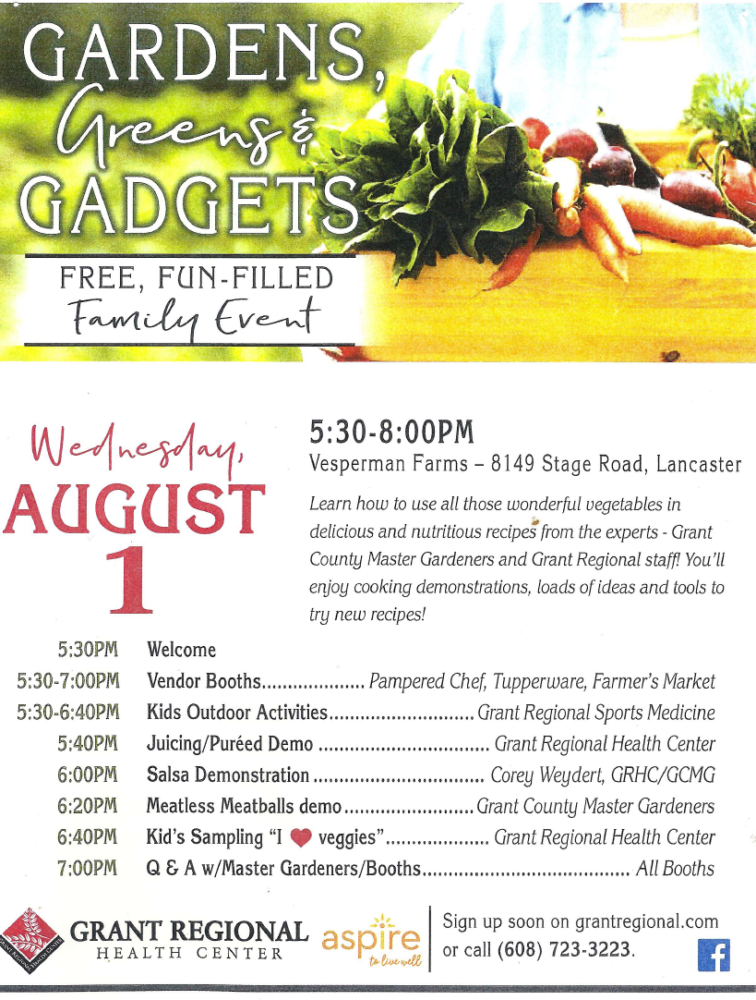 GARDENS,
Greens &
GADGETS
FREE, FUN-FILLED
Family Event
Wednesday,
AUGUST
1
5:30-8:00PM
Vesperman Farms – 8149 Stage Road, Lancaster
Learn how to use all those wonderful vegetables in
delicious and nutritious recipes from the experts - Grant
County Master Gardeners and Grant Regional staff! You'll
enjoy cooking demonstrations, loads of ideas and tools to
try new recipes!
5:30PM Welcome
5:30-7:00PM Vendor Booths.................... Pampered Chef, Tupperware, Farmer's Market
5:30-6:40PM Kids Outdoor Activities............................ Grant Regional Sports Medicine
5:40PM Juicing/Puréed Demo ................................ Grant Regional Health Center
6:00PM Salsa Demonstration ................................ Corey Weydert, GRHC/GCMG
6:20PM Meatless Meatballs demo......................... Grant County Master Gardeners
6:40PM Kid's Sampling "I ♥ veggies".................... Grant Regional Health Center
7:00PM Q & A w/Master Gardeners/Booths........................................ All Booths
GRANT REGIONAL HEALTH CENTER
GRANT REGIONAL
HEALTH CENTER
aspire
to live well
Sign up soon on grantregional.com
or call (608) 723-3223.
f